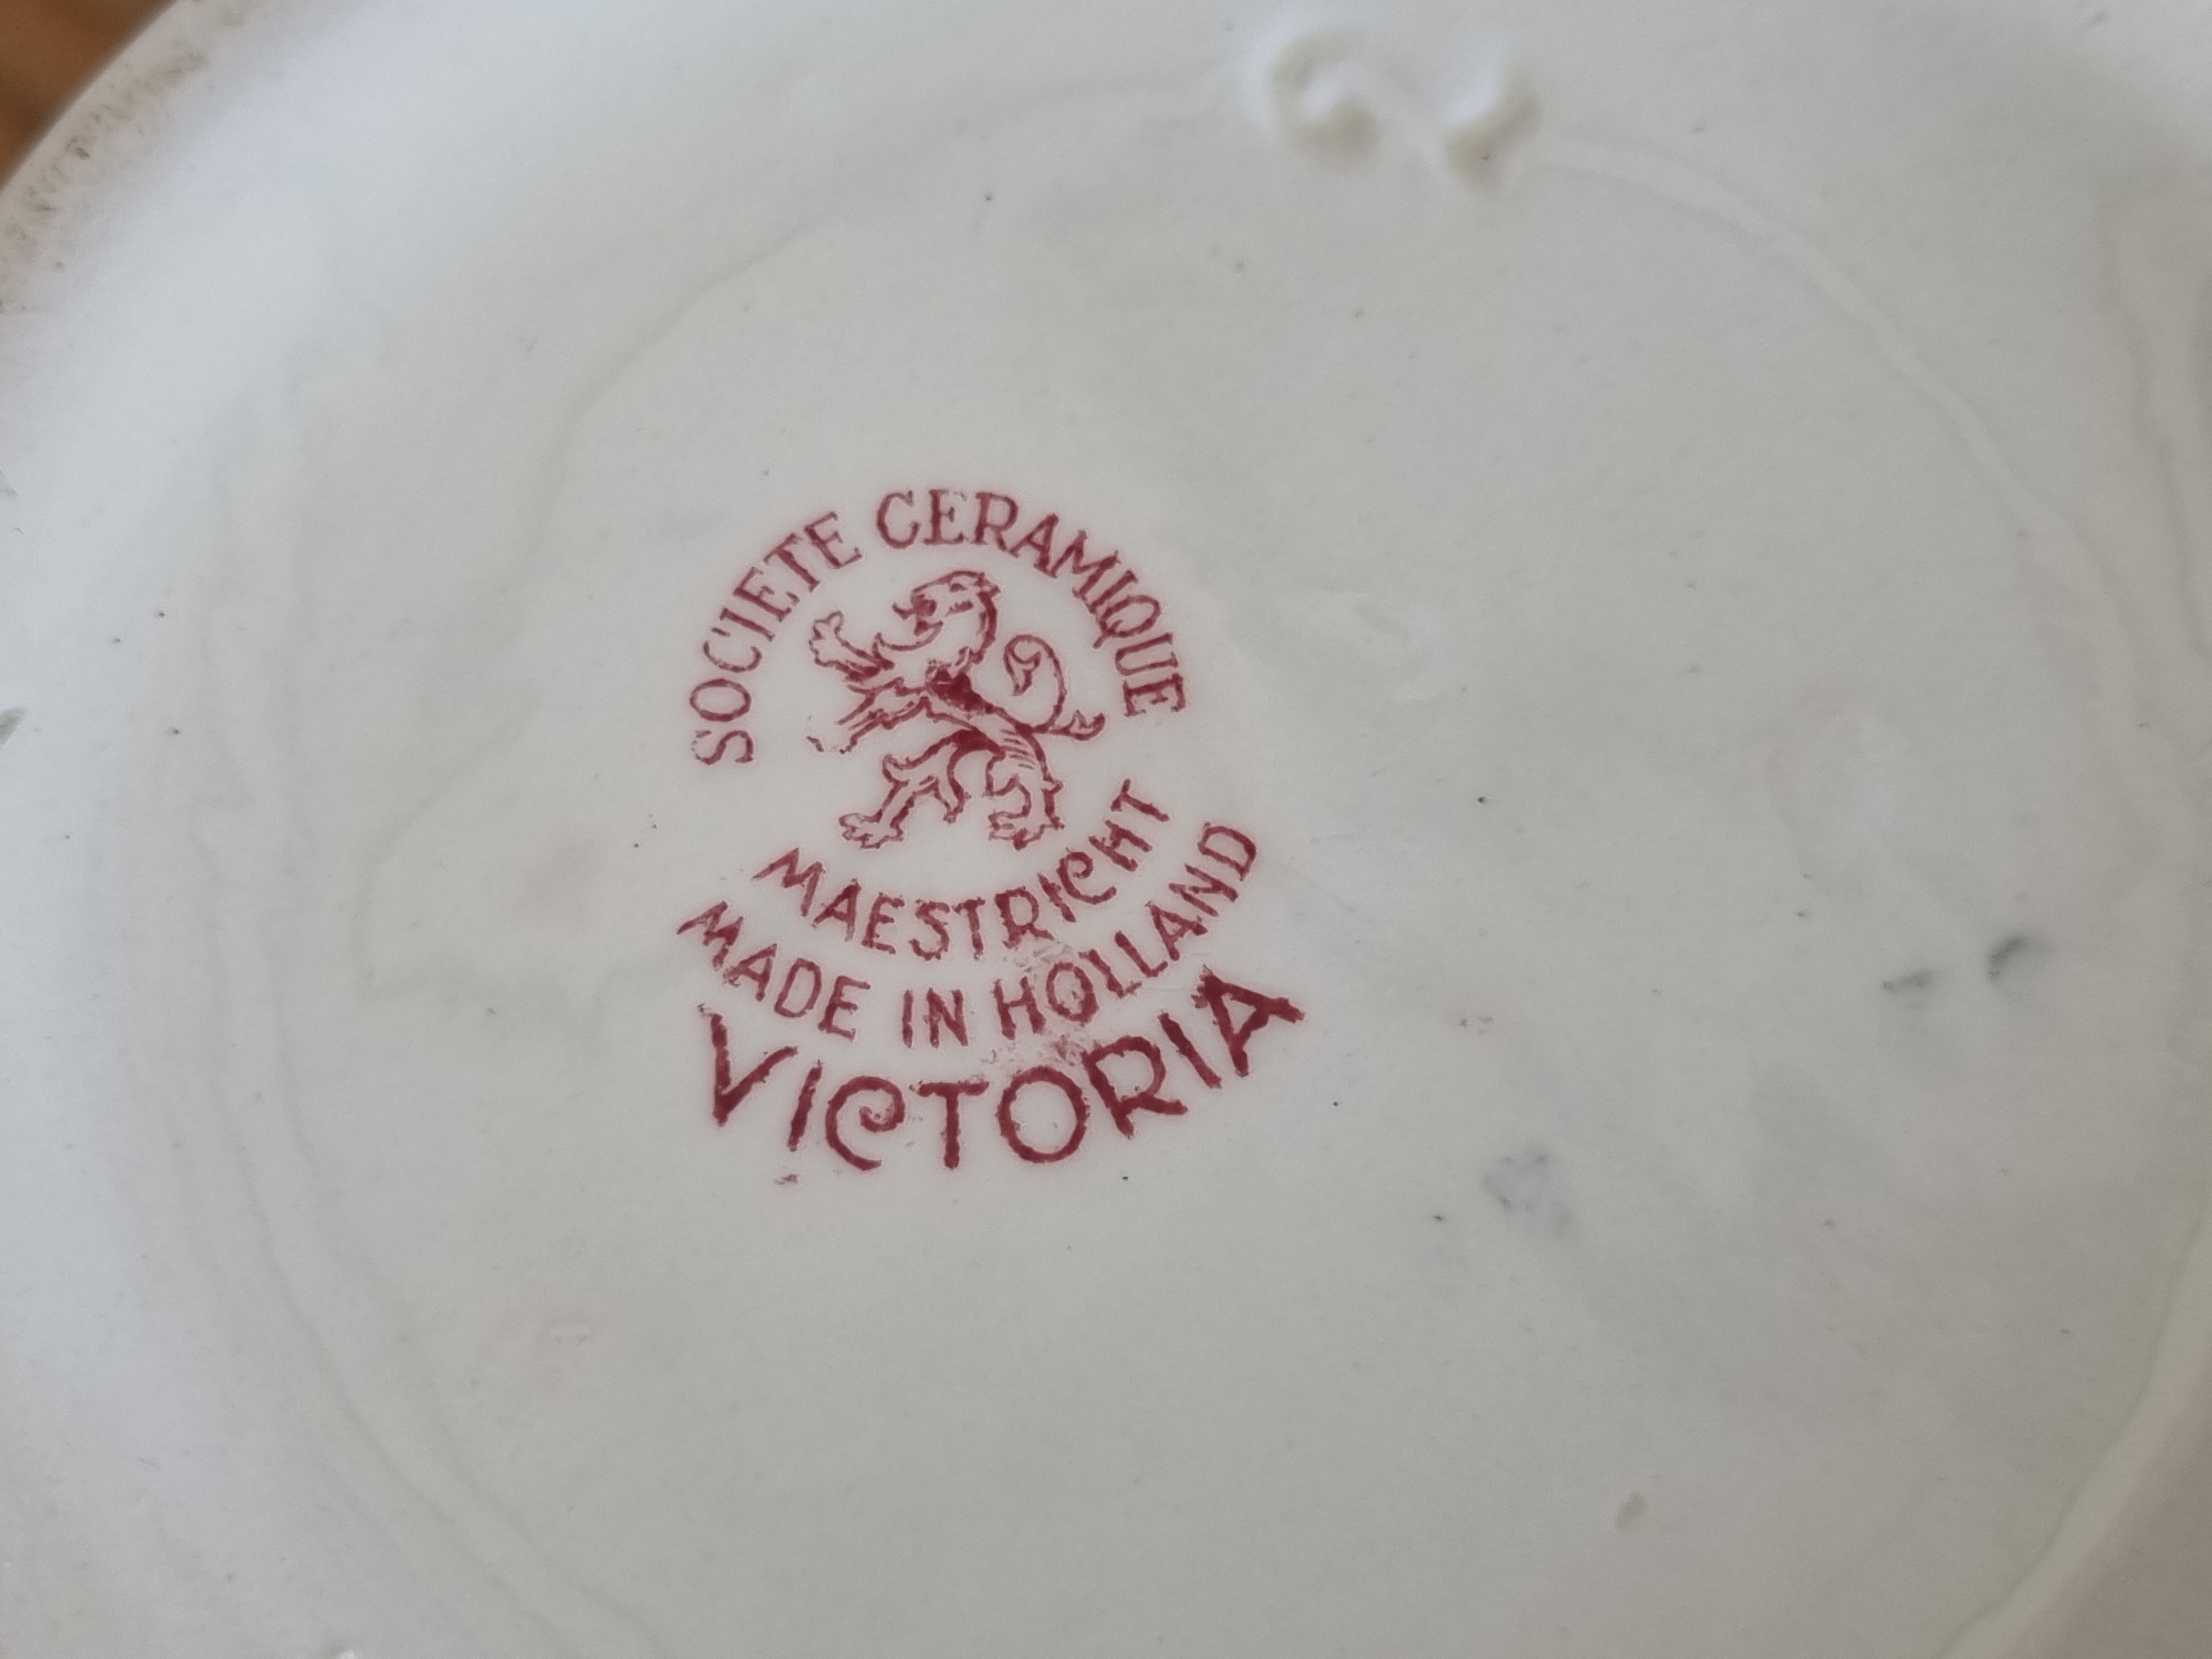 SOCIETE CERAMIQUE
MAESTRICHT
MADE IN HOLLAND
VICTORIA